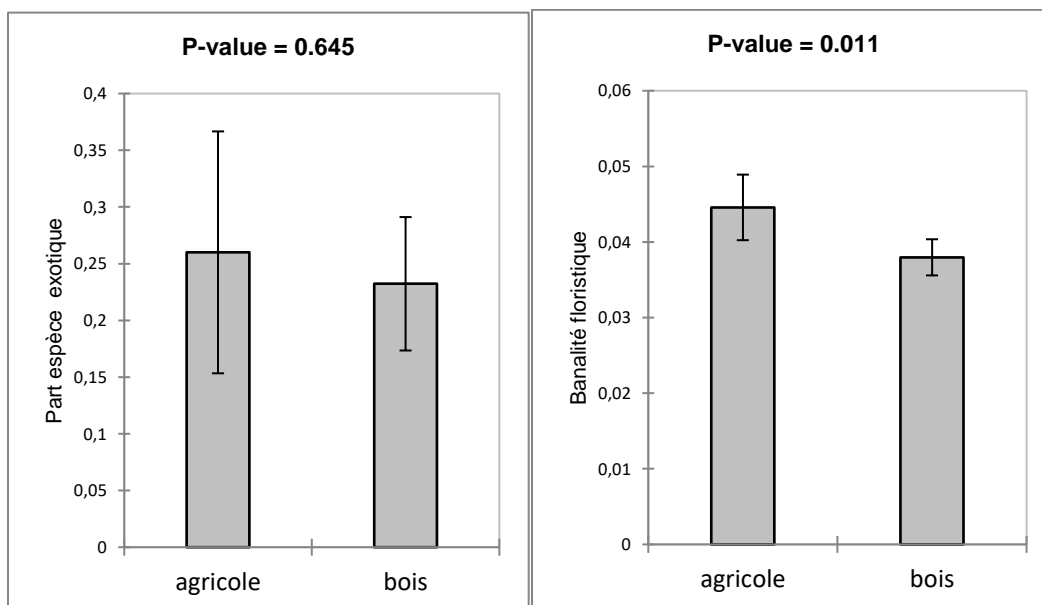 P-value = 0.645
0,4
0,35
0,3
0,25
0,2
0,15
0,1
0,05
0
Part espèce exotique
agricole bois
P-value = 0.011
0,06
0,05
0,04
0,03
0,02
0,01
0
Banalité floristique
agricole bois